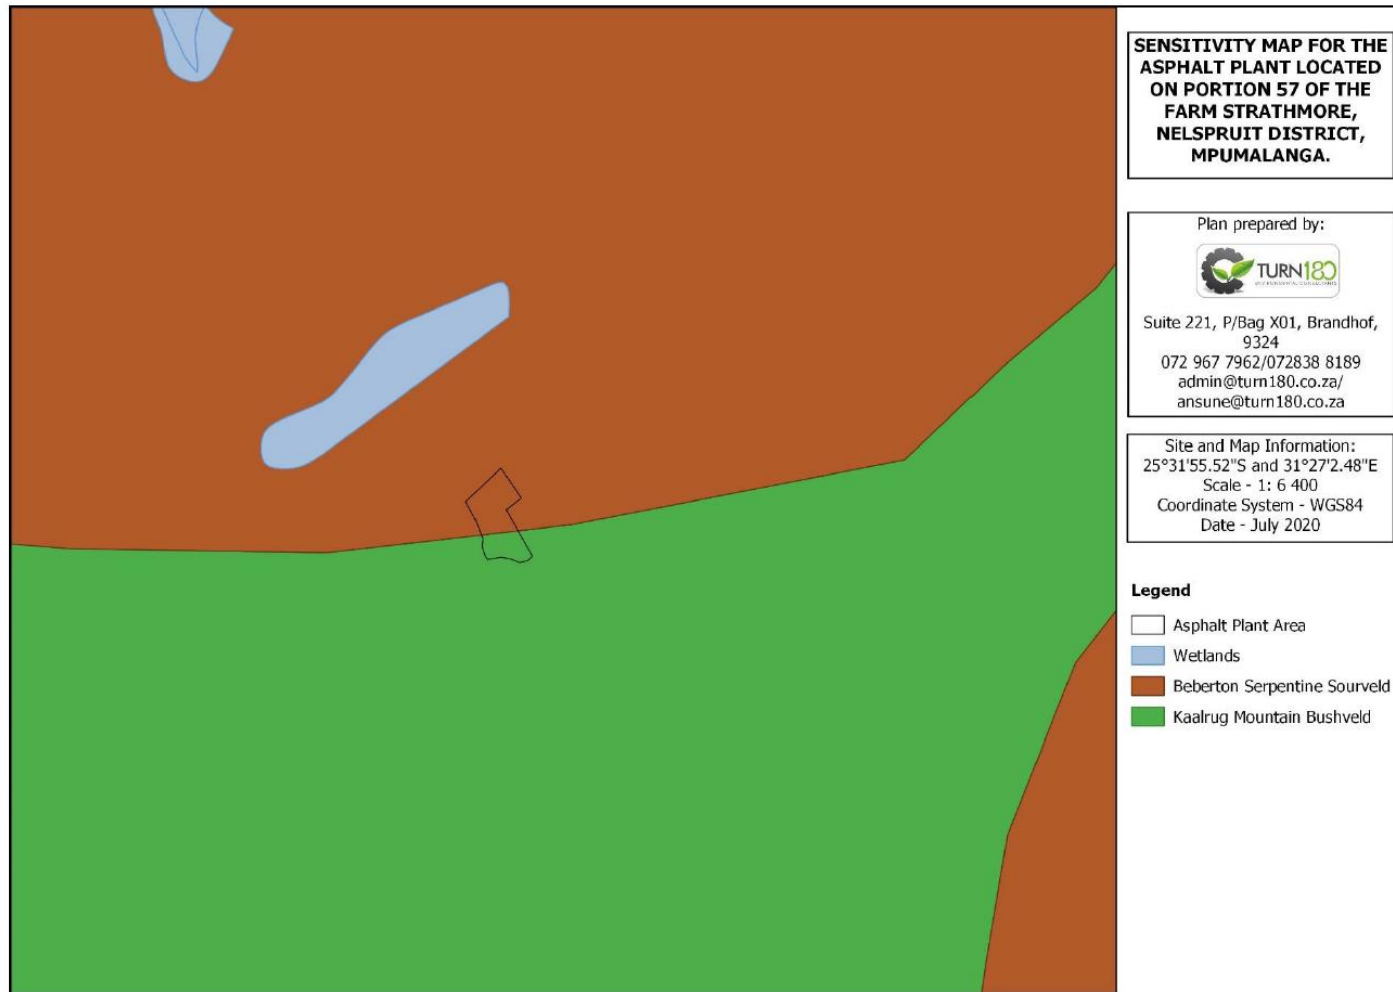 SENSITIVITY MAP FOR THE
ASPHALT PLANT LOCATED
ON PORTION 57 OF THE
FARM STRATHMORE,
NELSPRUIT DISTRICT,
MPUMALANGA.
Plan prepared by:
TURN180
ENVIRONMENTAL CONSULTANTS
Suite 221, P/Bag X01, Brandhof,
9324
072 967 7962/072838 8189
admin@turn180.co.za/
ansune@turn180.co.za
Site and Map Information:
25°31'55.52"S and 31°27'2.48"E
Scale - 1: 6 400
Coordinate System - WGS84
Date - July 2020
Legend
Asphalt Plant Area
Wetlands
Beberton Serpentine Sourveld
Kaalrug Mountain Bushveld